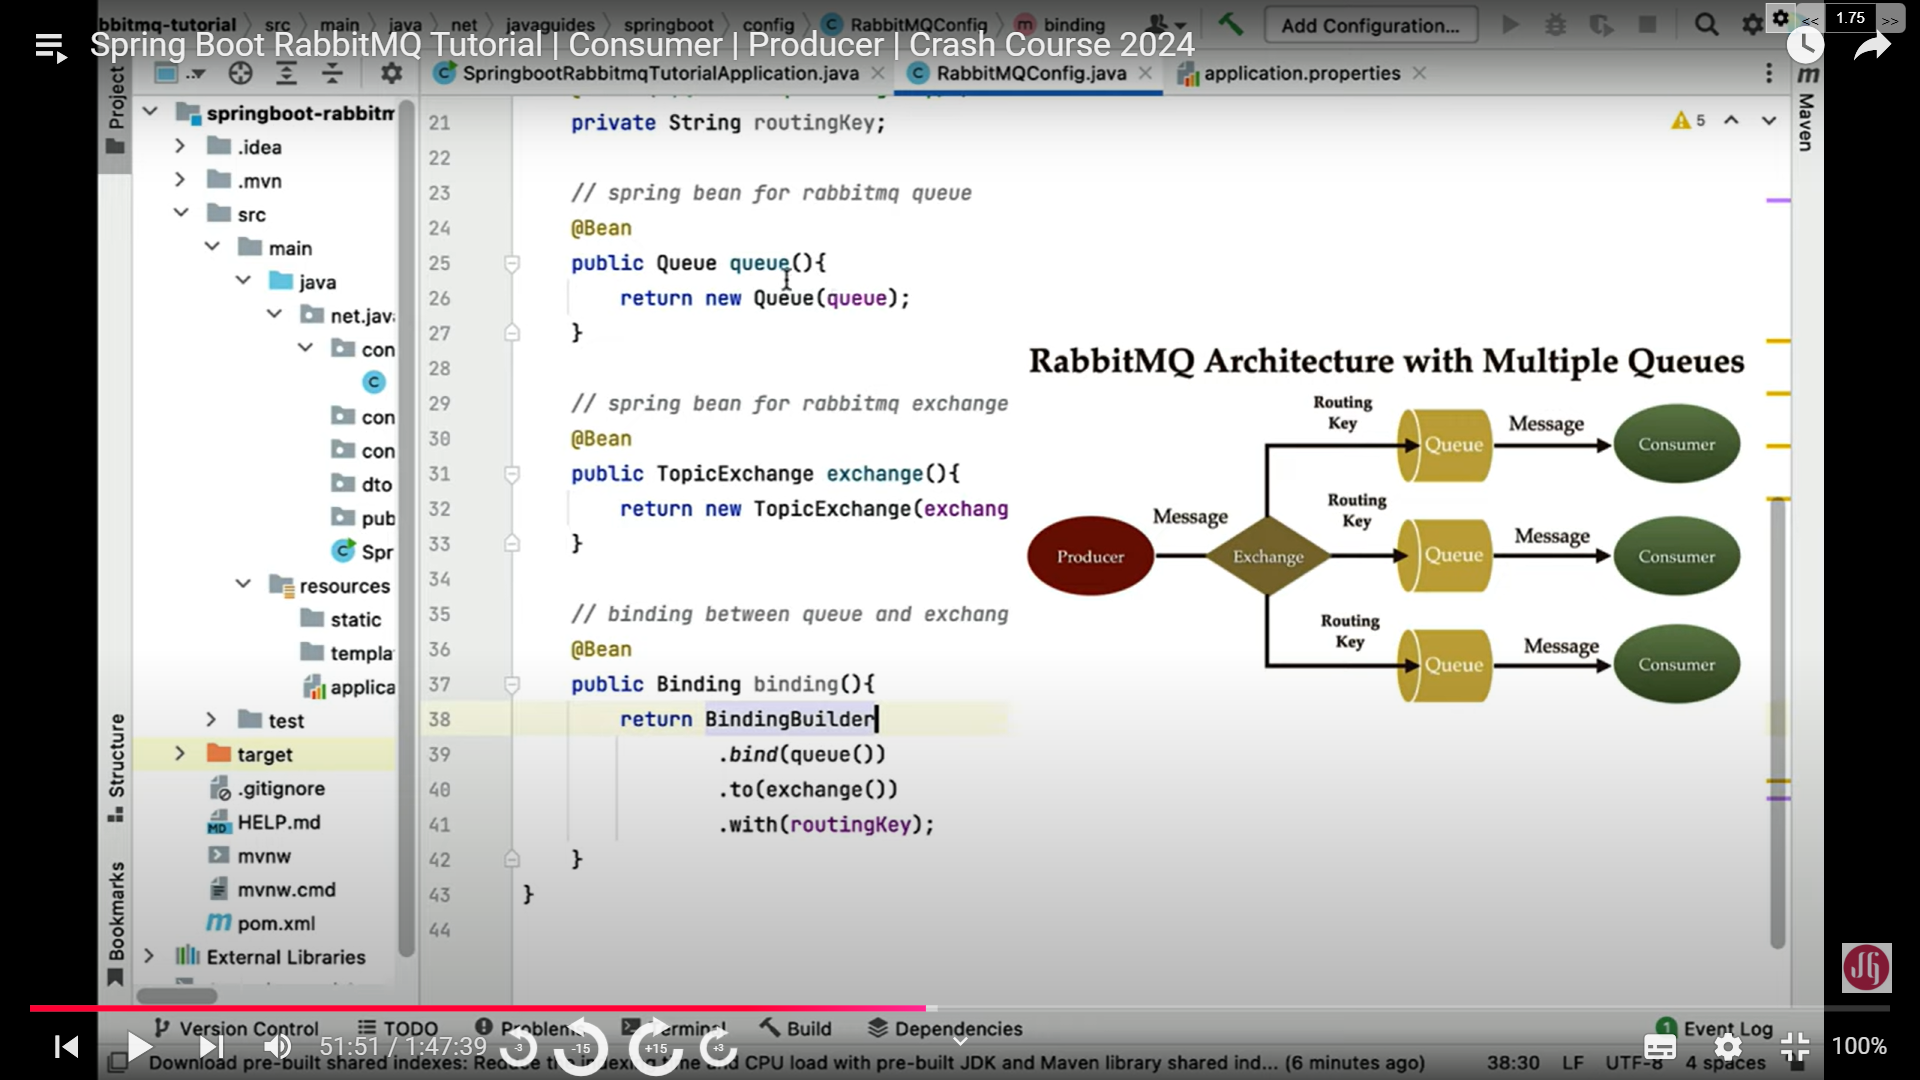 bbitmq-tutorial src main java net javaguides springboot config RabbitMQConfig binding Add Configuration... << 1.75 >>
Spring Boot RabbitMQ Tutorial | Consumer | Producer | Crash Course 2024
SpringbootRabbitmqTutorialApplication.java RabbitMQConfig.java application.properties
Project
springboot-rabbitm
.idea
.mvn
src
main
java
net.jav
con
con
con
dto
pub
Spr
resources
static
templa
applica
test
target
.gitignore
HELP.md
mvnw
mvnw.cmd
pom.xml
External Libraries
Structure
Bookmarks
Maven
5
21 private String routingKey;
22
23 // spring bean for rabbitmq queue
24 @Bean
25 public Queue queue(){
26 return new Queue(queue);
27 }
28
29 // spring bean for rabbitmq exchange
30 @Bean
31 public TopicExchange exchange(){
32 return new TopicExchange(exchang
33 }
34
35 // binding between queue and exchang
36 @Bean
37 public Binding binding(){
38 return BindingBuilder
39 .bind(queue())
40 .to(exchange())
41 .with(routingKey);
42 }
43 }
44
RabbitMQ Architecture with Multiple Queues
Routing
Key
Queue Message Consumer
Routing
Key
Producer Message Exchange Queue Message Consumer
Routing
Key
Queue Message Consumer
Version Control TODO Problems Terminal Build Dependencies 1 Event Log
51:51 / 1:47:39 -3 -15 +15 +3 100%
Download pre-built shared indexes: Reduce the indexing time and CPU load with pre-built JDK and Maven library shared ind... (6 minutes ago) 38:30 LF UTF-8 4 spaces